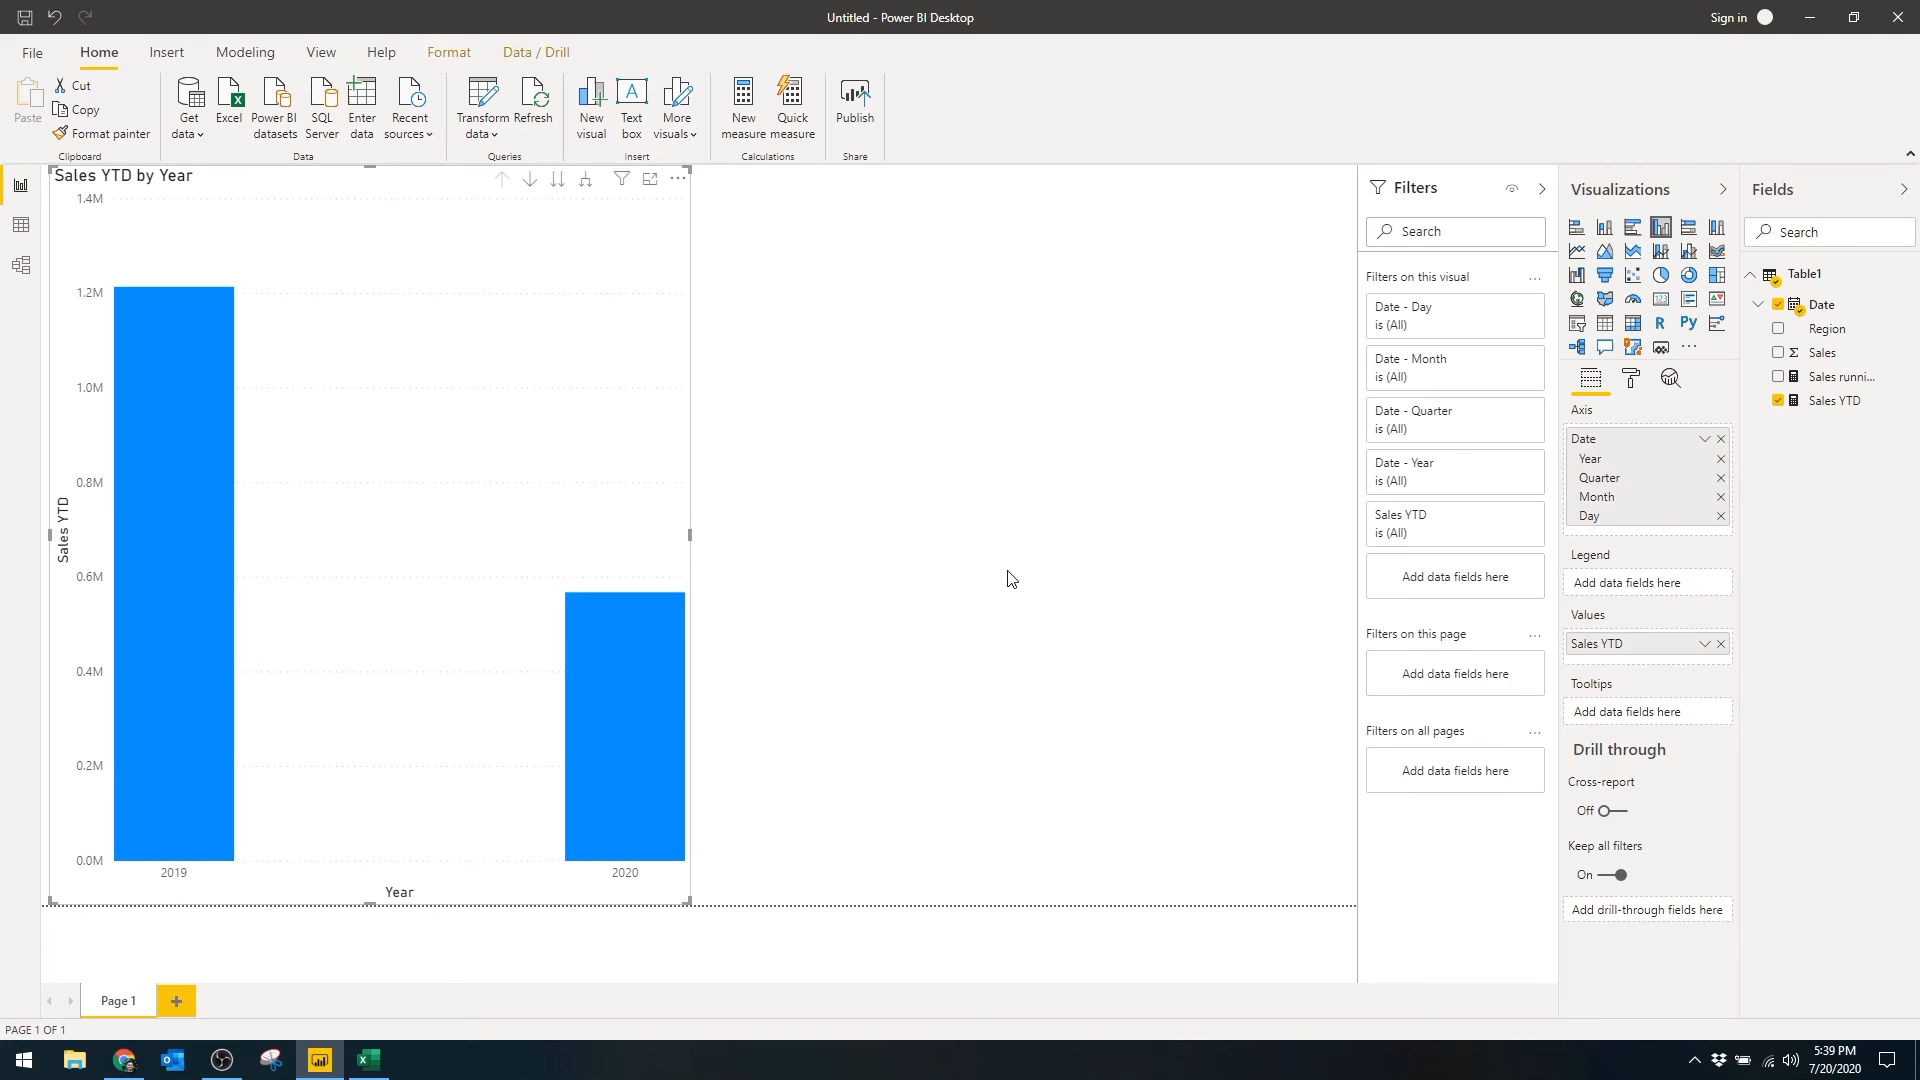 Untitled - Power BI Desktop
Sign in
File
Home
Insert
Modeling
View
Help
Format
Data / Drill
Paste
Cut
Copy
Format painter
Clipboard
Get data
Excel
Power BI datasets
SQL Server
Enter data
Recent sources
Data
Transform data
Refresh
Queries
New visual
Text box
More visuals
Insert
New measure
Quick measure
Calculations
Publish
Share
Sales YTD by Year
1.4M
1.2M
1.0M
0.8M
0.6M
0.4M
0.2M
0.0M
Sales YTD
2019
2020
Year
Filters
Search
Filters on this visual
...
Date - Day
is (All)
Date - Month
is (All)
Date - Quarter
is (All)
Date - Year
is (All)
Sales YTD
is (All)
Add data fields here
Filters on this page
...
Add data fields here
Filters on all pages
...
Add data fields here
Visualizations
R
Py
...
Axis
Date
Year
Quarter
Month
Day
Legend
Add data fields here
Values
Sales YTD
Tooltips
Add data fields here
Drill through
Cross-report
Off
Keep all filters
On
Add drill-through fields here
Fields
Search
Table1
Date
Region
Sales
Sales runni...
Sales YTD
Page 1
PAGE 1 OF 1
5:39 PM
7/20/2020